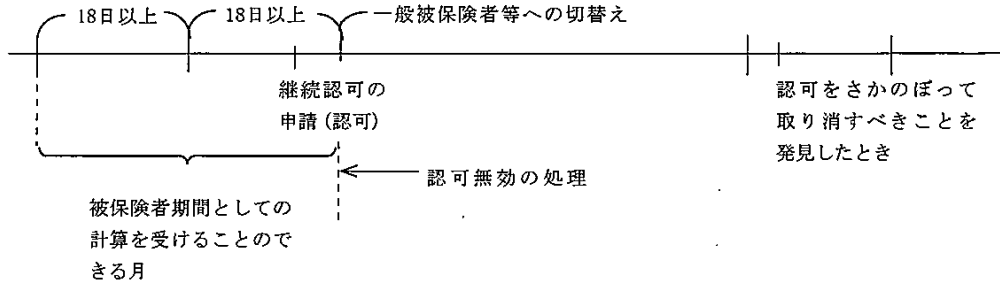 18日以上
18日以上
一般被保険者等への切替え
継続認可の
申請(認可)
認可をさかのぼって
取り消すべきことを
発見したとき
認可無効の処理
被保険者期間としての
計算を受けることので
きる月